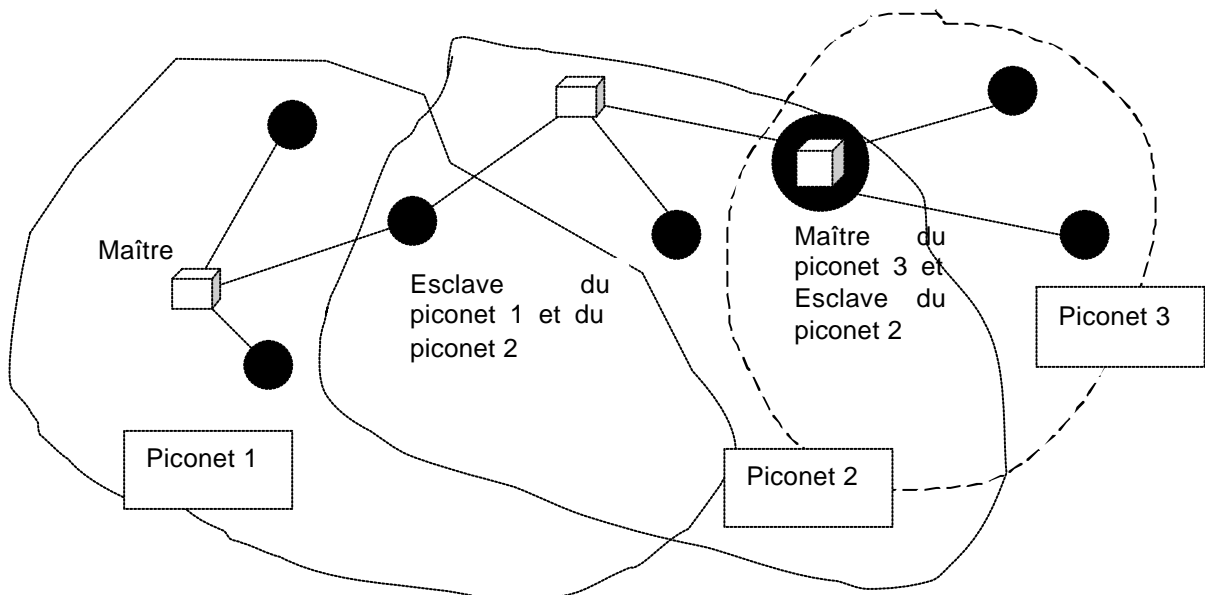 Maître
Esclave du
piconet 1 et du
piconet 2
Maître du
piconet 3 et
Esclave du
piconet 2
Piconet 3
Piconet 1
Piconet 2